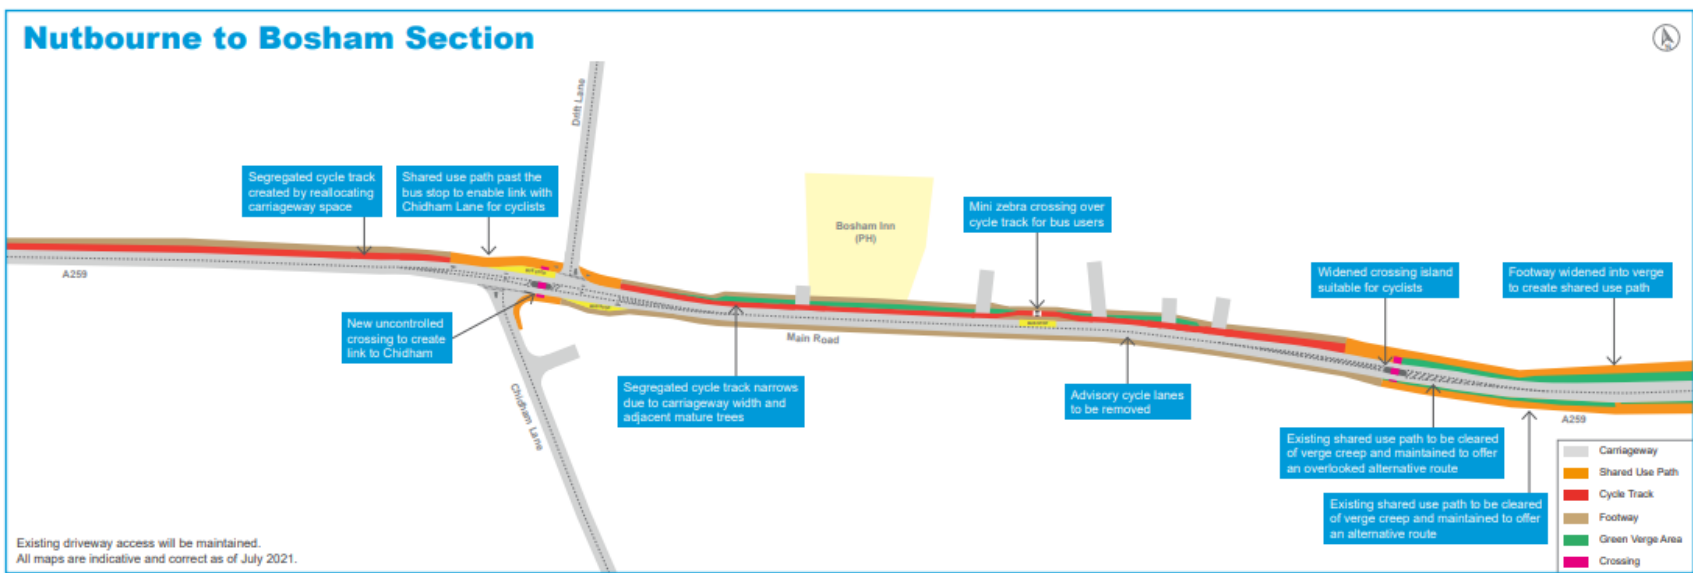 Nutbourne to Bosham Section
Drift Lane
Segregated cycle track
created by reallocating
carriageway space
Shared use path past the
bus stop to enable link with
Chidham Lane for cyclists
Bosham Inn
(PH)
Mini zebra crossing over
cycle track for bus users
Widened crossing island
suitable for cyclists
Footway widened into verge
to create shared use path
A259
New uncontrolled
crossing to create
link to Chidham
Main Road
Segregated cycle track narrows
due to carriageway width and
adjacent mature trees
Chidham Lane
Advisory cycle lanes
to be removed
A259
Existing shared use path to be cleared
of verge creep and maintained to offer
an overlooked alternative route
Existing shared use path to be cleared
of verge creep and maintained to offer
an alternative route
Carriageway
Shared Use Path
Cycle Track
Footway
Green Verge Area
Crossing
Existing driveway access will be maintained.
All maps are indicative and correct as of July 2021.